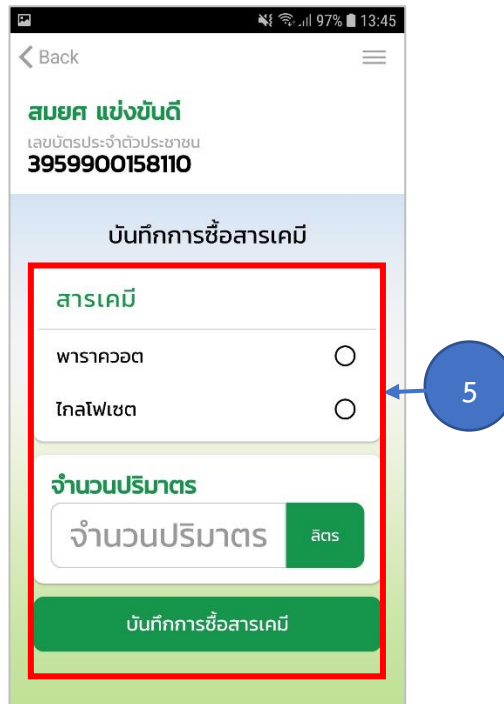 97% 13:45
Back
สมยศ แข่งขันดี
เลขบัตรประจำตัวประชาชน
3959900158110
บันทึกการซื้อสารเคมี
สารเคมี
พาราควอต
ไกลโฟเซต
5
จำนวนปริมาตร
จำนวนปริมาตร ลิตร
บันทึกการซื้อสารเคมี